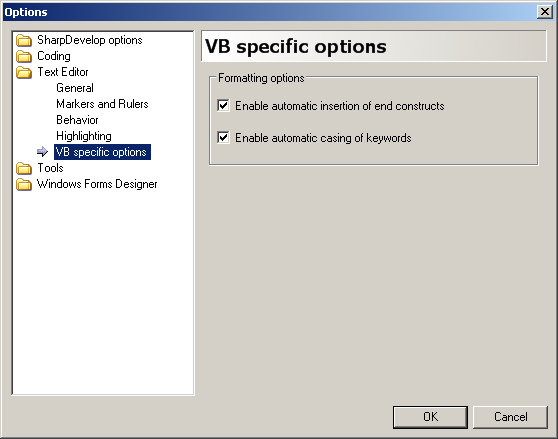 Options
SharpDevelop options
Coding
Text Editor
General
Markers and Rulers
Behavior
Highlighting
VB specific options
Tools
Windows Forms Designer
VB specific options
Formatting options
Enable automatic insertion of end constructs
Enable automatic casing of keywords
OK
Cancel